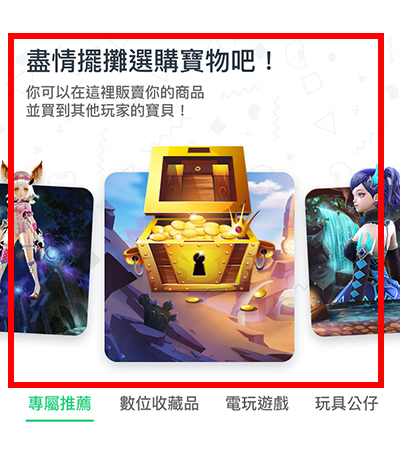 盡情擺攤選購寶物吧！
你可以在這裡販賣你的商品
並買到其他玩家的寶貝！
專屬推薦 數位收藏品 電玩遊戲 玩具公仔